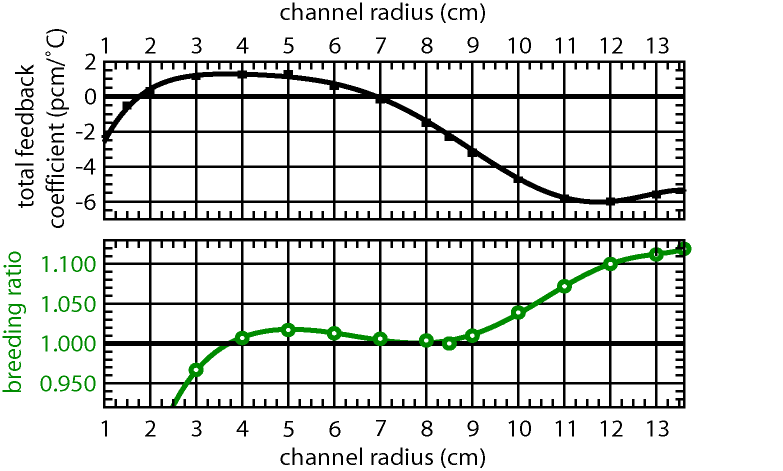 channel radius (cm)
1 2 3 4 5 6 7 8 9 10 11 12 13
total feedback
coefficient (pcm/°C)
2
0
-2
-4
-6
breeding ratio
1.100
1.050
1.000
0.950
1 2 3 4 5 6 7 8 9 10 11 12 13
channel radius (cm)